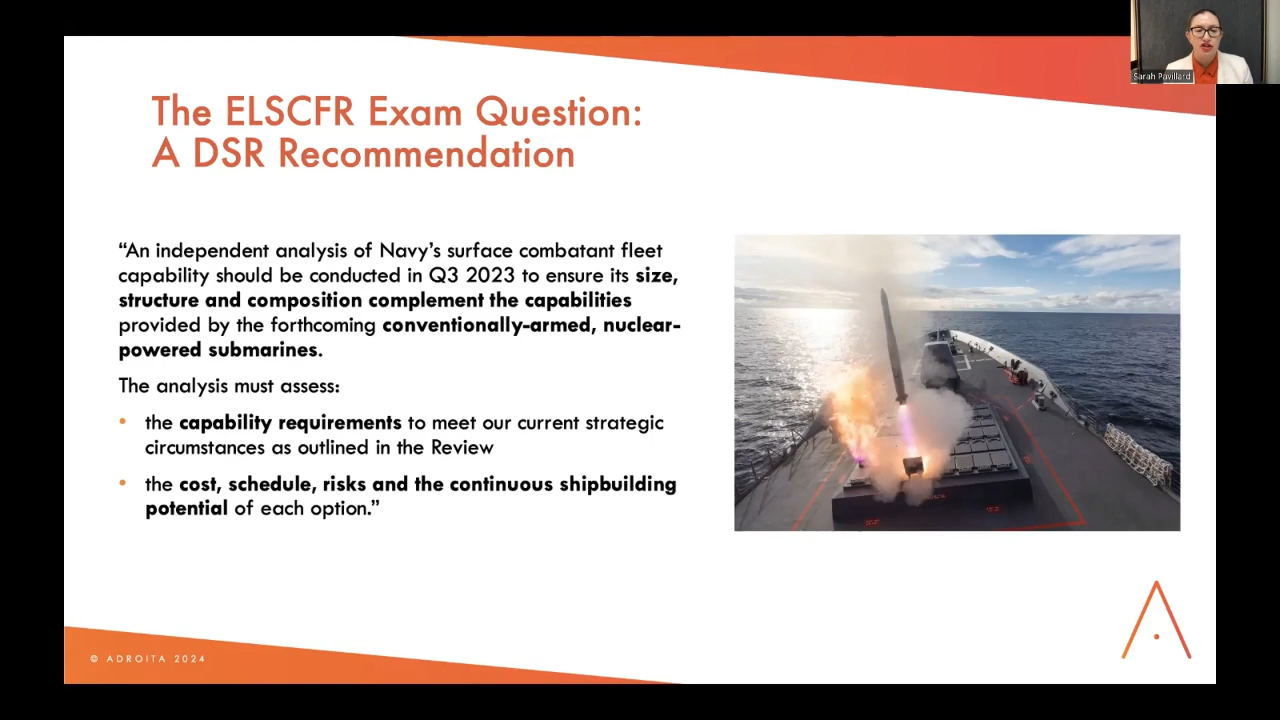 Sarah Pavillard
The ELSCFR Exam Question:
A DSR Recommendation
“An independent analysis of Navy’s surface combatant fleet
capability should be conducted in Q3 2023 to ensure its size,
structure and composition complement the capabilities
provided by the forthcoming conventionally-armed, nuclear-
powered submarines.
The analysis must assess:
• the capability requirements to meet our current strategic
circumstances as outlined in the Review
• the cost, schedule, risks and the continuous shipbuilding
potential of each option.”
© ADROITA 2024